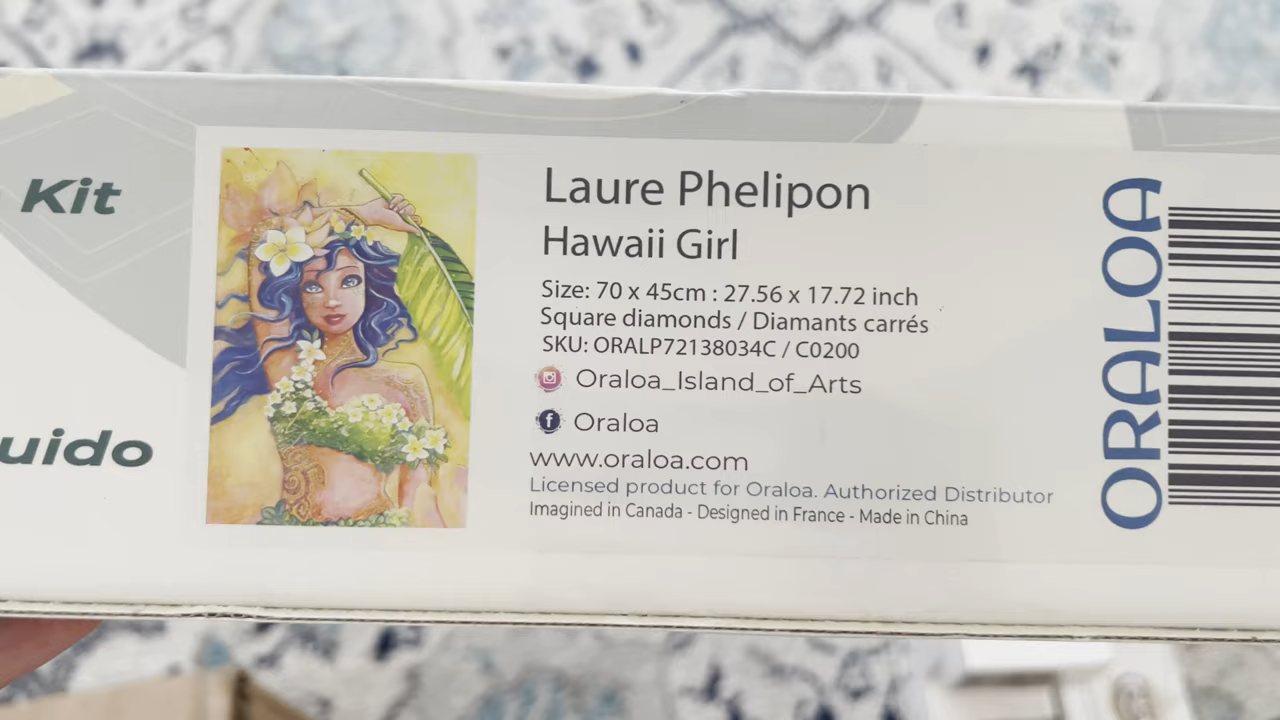 Kit
uido
Laure Phelipon
Hawaii Girl
Size: 70 x 45cm : 27.56 x 17.72 inch
Square diamonds / Diamants carrés
SKU: ORALP72138034C / C0200
Oraloa_Island_of_Arts
Oraloa
www.oraloa.com
Licensed product for Oraloa. Authorized Distributor
Imagined in Canada - Designed in France - Made in China
ORALOA